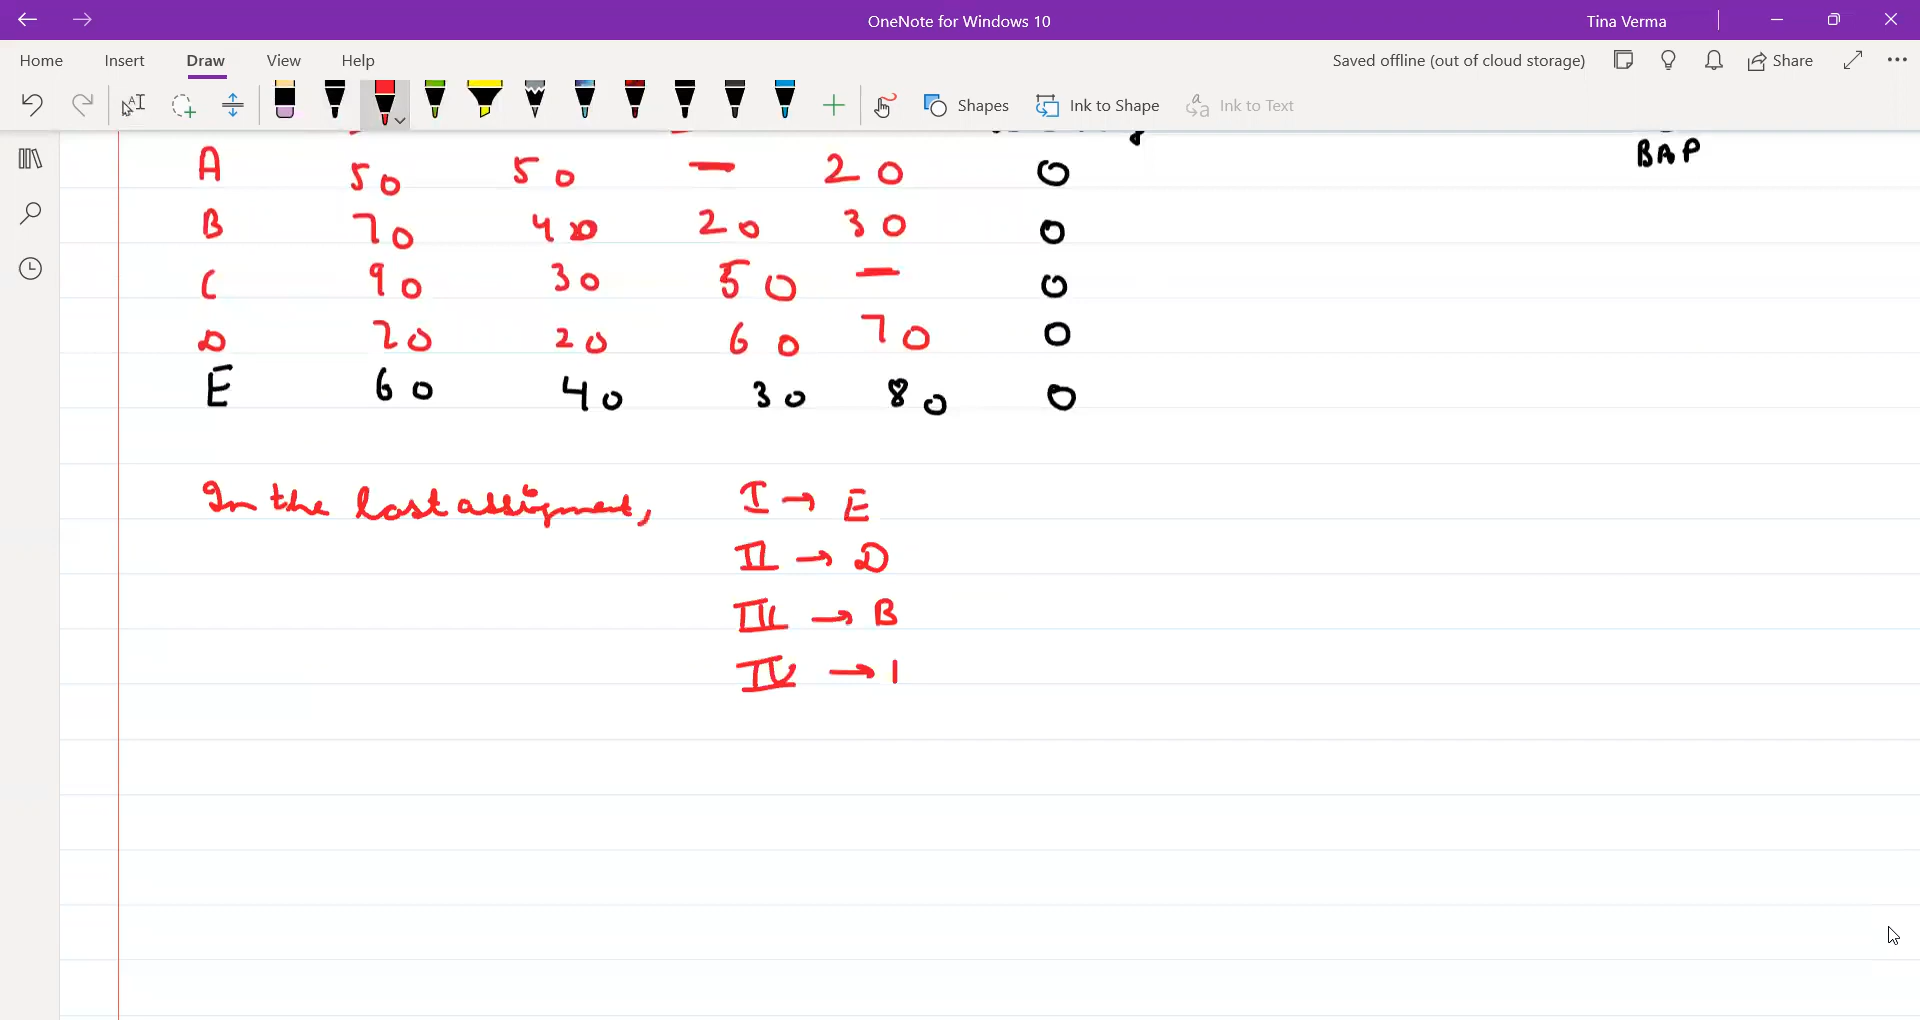 OneNote for Windows 10
Tina Verma
Home Insert Draw View Help
Saved offline (out of cloud storage) Share
Shapes Ink to Shape Ink to Text
BAP
A 50 50 — 20 0
B 70 40 20 30 0
C 90 30 50 — 0
D 70 20 60 70 0
E 60 40 30 80 0
In the last assignment, I → E
II → D
III → B
IV → 1